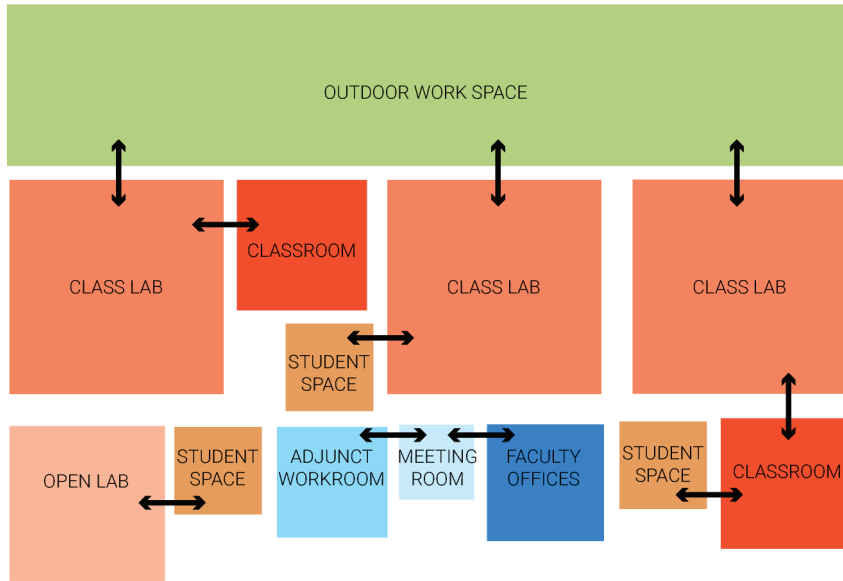 OUTDOOR WORK SPACE
CLASS LAB
CLASSROOM
CLASS LAB
CLASS LAB
STUDENT
SPACE
OPEN LAB
STUDENT
SPACE
ADJUNCT
WORKROOM
MEETING
ROOM
FACULTY
OFFICES
STUDENT
SPACE
CLASSROOM